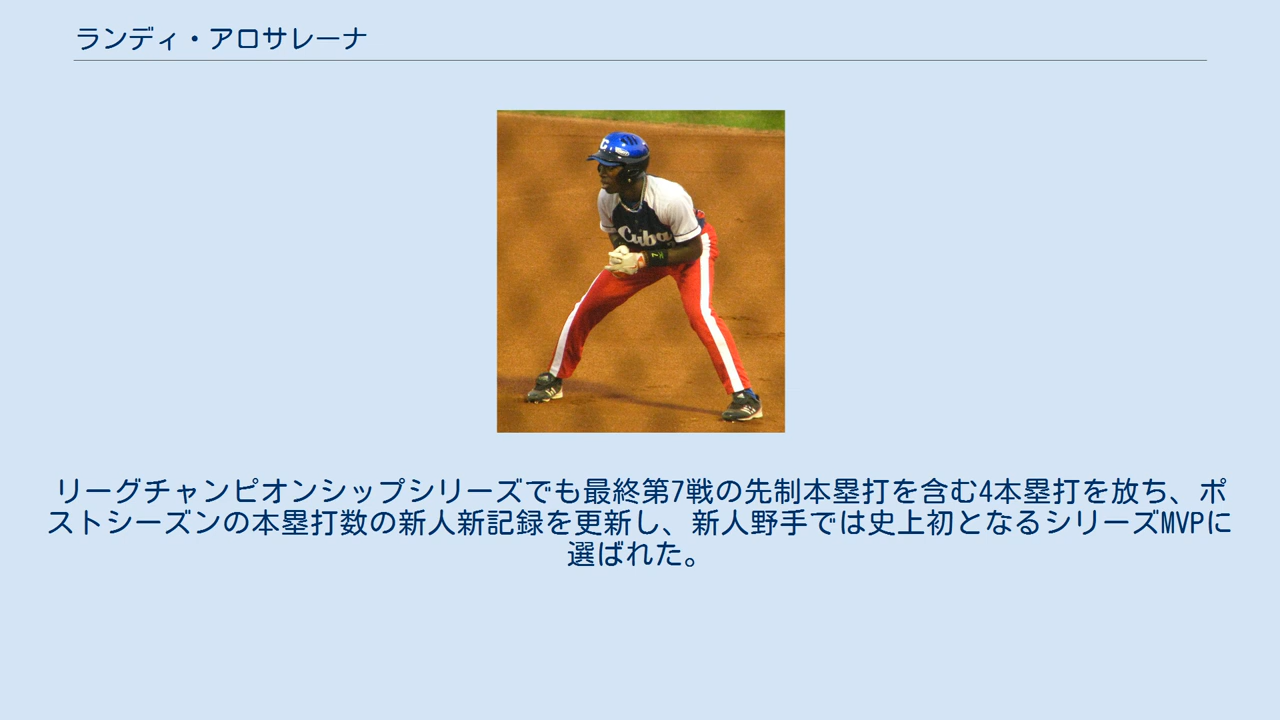 ランディ・アロサレーナ
C
Cuba
7
リーグチャンピオンシップシリーズでも最終第7戦の先制本塁打を含む4本塁打を放ち、ポ
ストシーズンの本塁打数の新人新記録を更新し、新人野手では史上初となるシリーズMVPに
選ばれた。